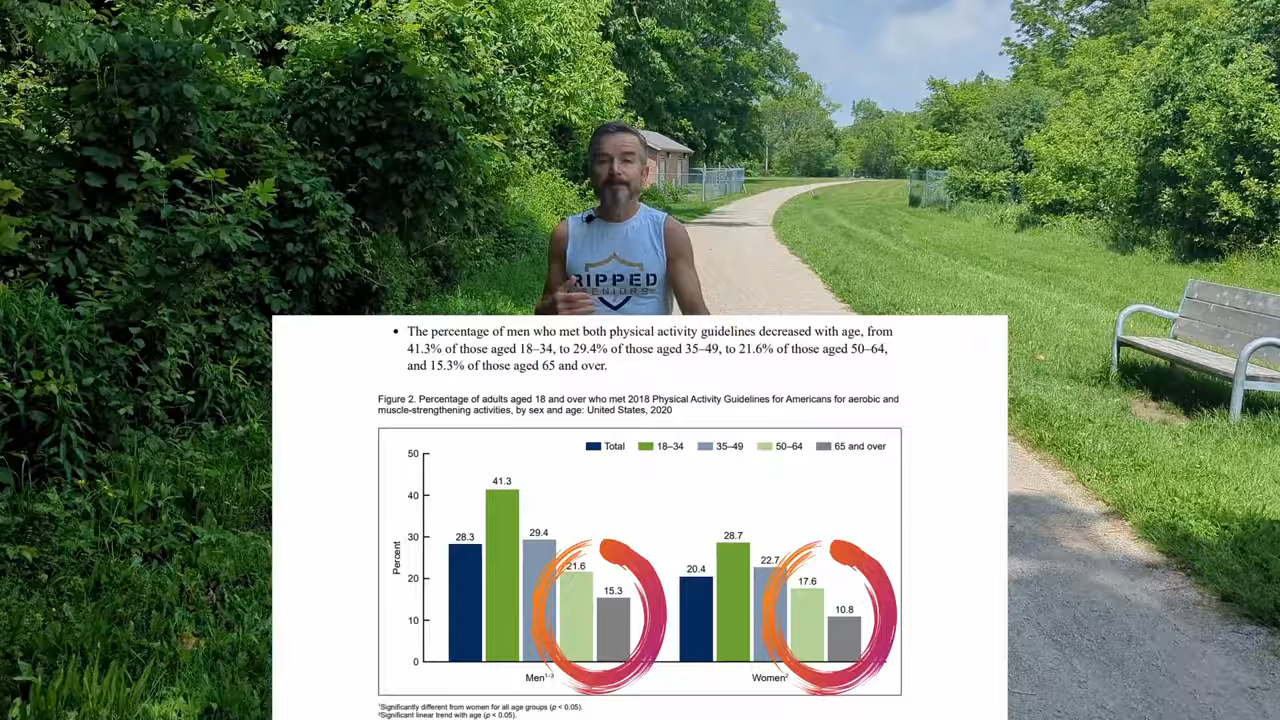 RIPPED
SENIORS
• The percentage of men who met both physical activity guidelines decreased with age, from
41.3% of those aged 18–34, to 29.4% of those aged 35–49, to 21.6% of those aged 50–64,
and 15.3% of those aged 65 and over.
Figure 2. Percentage of adults aged 18 and over who met 2018 Physical Activity Guidelines for Americans for aerobic and
muscle-strengthening activities, by sex and age: United States, 2020
Total 18–34 35–49 50–64 65 and over
Percent
50
40
30
20
10
0
28.3
41.3
29.4
21.6
15.3
20.4
28.7
22.7
17.6
10.8
Men¹⁻³
Women²
¹Significantly different from women for all age groups (p < 0.05).
²Significant linear trend with age (p < 0.05).